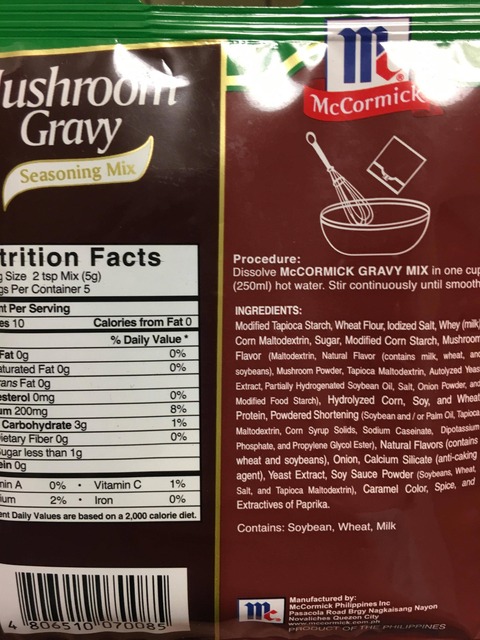 ushroom
Gravy
Seasoning Mix
trition Facts
g Size 2 tsp Mix (5g)
gs Per Container 5
nt Per Serving
es 10 Calories from Fat 0
% Daily Value *
Fat 0g 0%
aturated Fat 0g 0%
rans Fat 0g
esterol 0mg 0%
um 200mg 8%
Carbohydrate 3g 1%
ietary Fiber 0g 0%
ugar less than 1g
ein 0g
min A 0% • Vitamin C 1%
ium 2% • Iron 0%
ent Daily Values are based on a 2,000 calorie diet.
4 806510 070085
Mc
McCormick
Procedure:
Dissolve McCORMICK GRAVY MIX in one cup
(250ml) hot water. Stir continuously until smooth
INGREDIENTS:
Modified Tapioca Starch, Wheat Flour, Iodized Salt, Whey (milk)
Corn Maltodextrin, Sugar, Modified Corn Starch, Mushroom
Flavor (Maltodextrin, Natural Flavor (contains milk, wheat, and
soybeans), Mushroom Powder, Tapioca Maltodextrin, Autolyzed Yeast
Extract, Partially Hydrogenated Soybean Oil, Salt, Onion Powder, and
Modified Food Starch), Hydrolyzed Corn, Soy, and Wheat
Protein, Powdered Shortening (Soybean and / or Palm Oil, Tapioca
Maltodextrin, Corn Syrup Solids, Sodium Caseinate, Dipotassium
Phosphate, and Propylene Glycol Ester), Natural Flavors (contains
wheat and soybeans), Onion, Calcium Silicate (anti-caking
agent), Yeast Extract, Soy Sauce Powder (Soybeans, Wheat,
Salt, and Tapioca Maltodextrin), Caramel Color, Spice, and
Extractives of Paprika.
Contains: Soybean, Wheat, Milk
Mc
Manufactured by:
McCormick Philippines Inc
Pasacola Road Brgy Nagkaisang Nayon
Novaliches Quezon City
www.mccormick.com.ph
PRODUCT OF THE PHILIPPINES